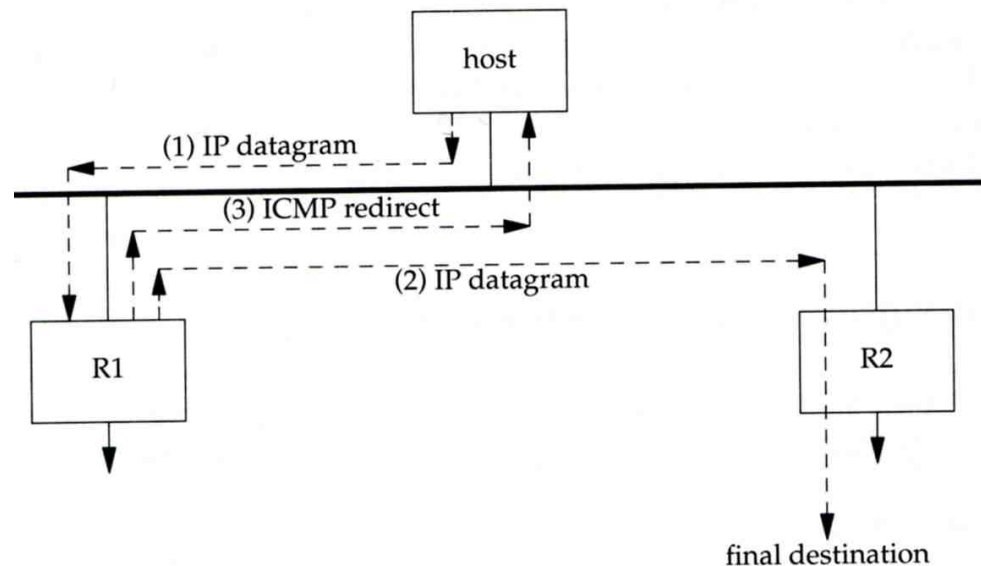 host
(1) IP datagram
(3) ICMP redirect
(2) IP datagram
R1
R2
final destination